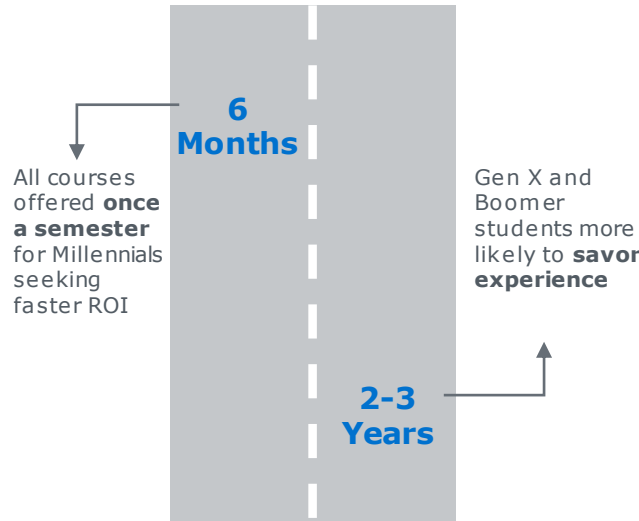 6
Months
All courses
offered once
a semester
for Millennials
seeking
faster ROI
Gen X and
Boomer
students more
likely to savor
experience
2-3
Years